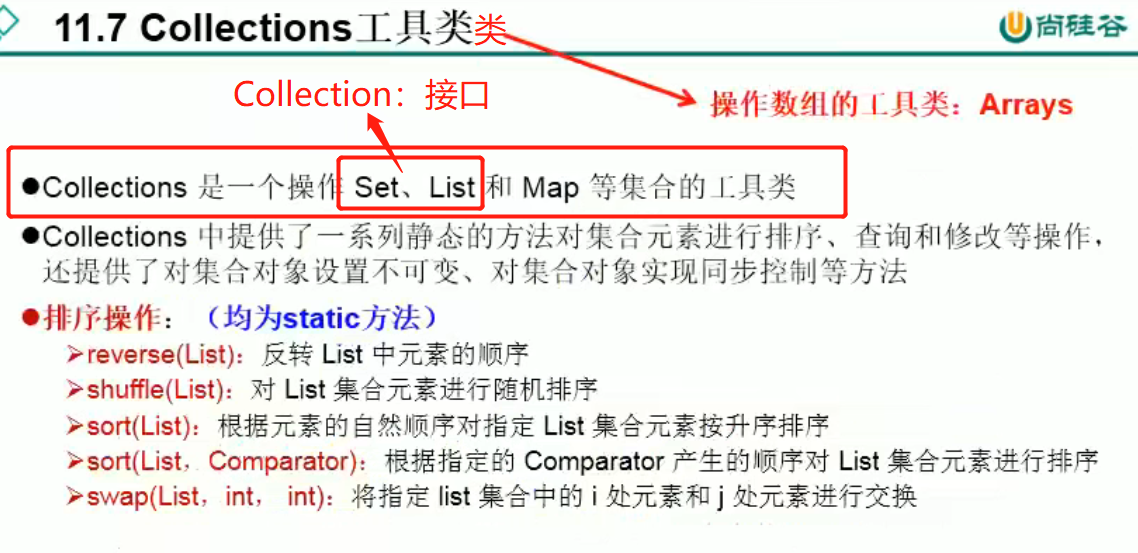 11.7 Collections工具类类
尚硅谷
Collection：接口
操作数组的工具类：Arrays
●Collections 是一个操作 Set、List 和 Map 等集合的工具类
●Collections 中提供了一系列静态的方法对集合元素进行排序、查询和修改等操作，
还提供了对集合对象设置不可变、对集合对象实现同步控制等方法
●排序操作：（均为static方法）
➢reverse(List)：反转 List 中元素的顺序
➢shuffle(List)：对 List 集合元素进行随机排序
➢sort(List)：根据元素的自然顺序对指定 List 集合元素按升序排序
➢sort(List，Comparator)：根据指定的 Comparator 产生的顺序对 List 集合元素进行排序
➢swap(List，int， int)：将指定 list 集合中的 i 处元素和 j 处元素进行交换